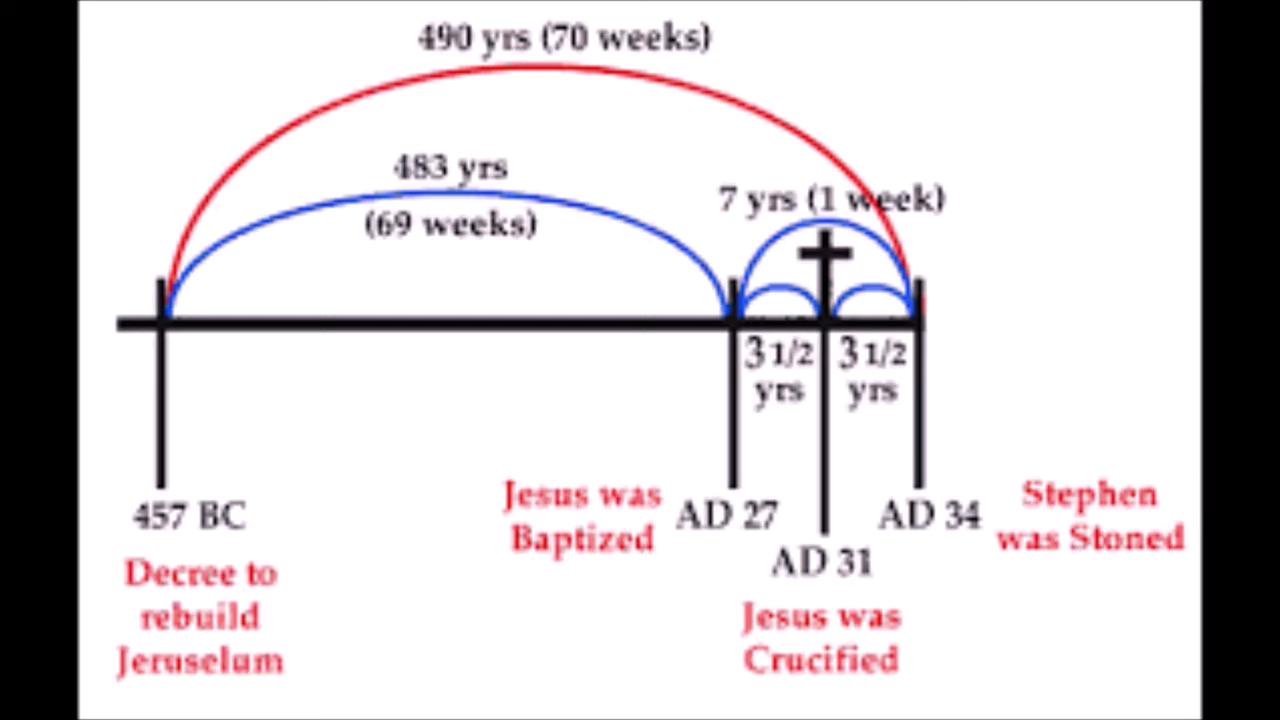 490 yrs (70 weeks)
483 yrs
(69 weeks)
7 yrs (1 week)
3 1/2
yrs
3 1/2
yrs
457 BC
Decree to
rebuild
Jeruselum
Jesus was
Baptized
AD 27
AD 31
Jesus was
Crucified
AD 34
Stephen
was Stoned